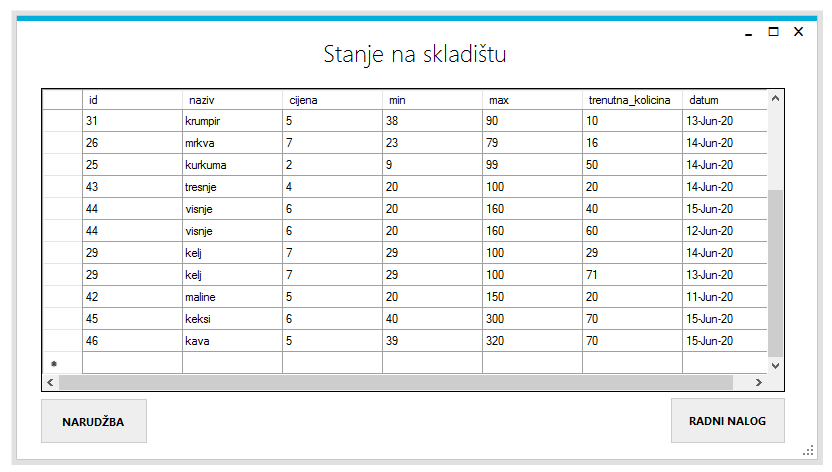 Stanje na skladištu
id naziv cijena min max trenutna_kolicina datum
31 krumpir 5 38 90 10 13-Jun-20
26 mrkva 7 23 79 16 14-Jun-20
25 kurkuma 2 9 99 50 14-Jun-20
43 tresnje 4 20 100 20 14-Jun-20
44 visnje 6 20 160 40 15-Jun-20
44 visnje 6 20 160 60 12-Jun-20
29 kelj 7 29 100 29 14-Jun-20
29 kelj 7 29 100 71 13-Jun-20
42 maline 5 20 150 20 11-Jun-20
45 keksi 6 40 300 70 15-Jun-20
46 kava 5 39 320 70 15-Jun-20
NARUDŽBA RADNI NALOG